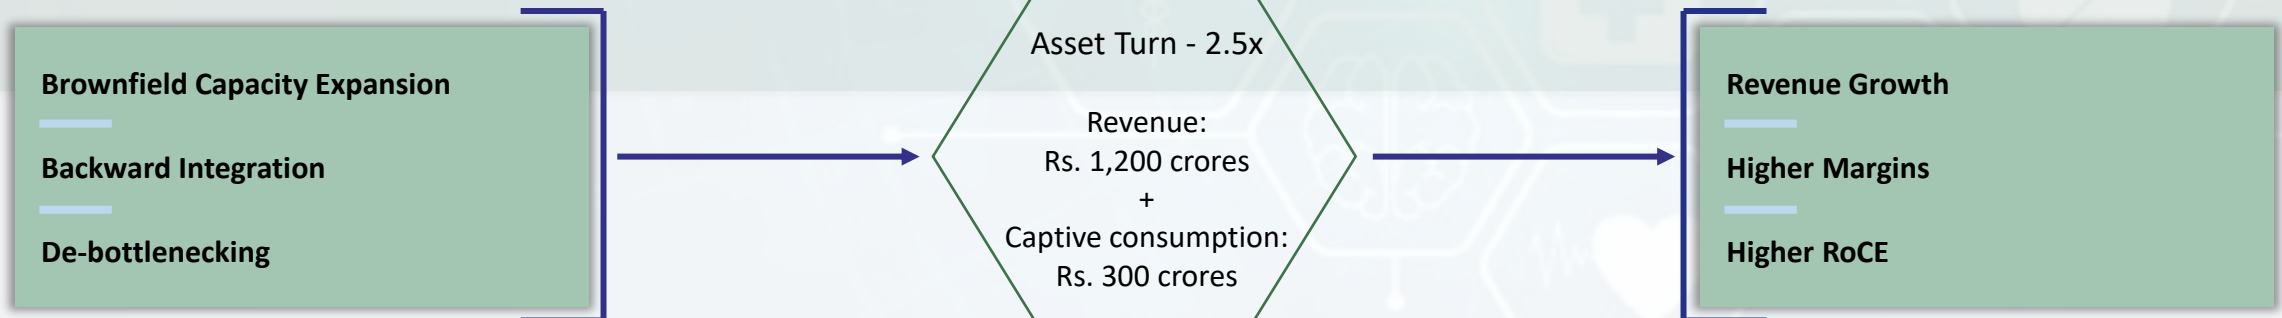 Brownfield Capacity Expansion
Backward Integration
De-bottlenecking
Asset Turn - 2.5x
Revenue:
Rs. 1,200 crores
+
Captive consumption:
Rs. 300 crores
Revenue Growth
Higher Margins
Higher RoCE